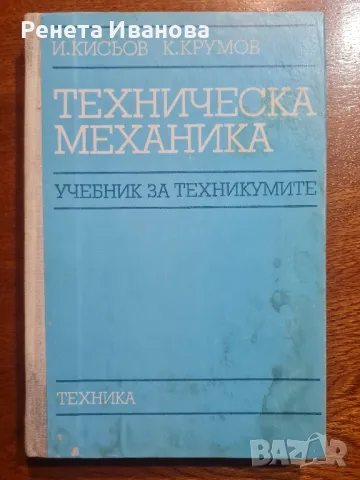 Ренета Иванова
И.КИСЬОВ К.КРУМОВ
ТЕХНИЧЕСКА
МЕХАНИКА
УЧЕБНИК ЗА ТЕХНИКУМИТЕ
ТЕХНИКА
BAZAR